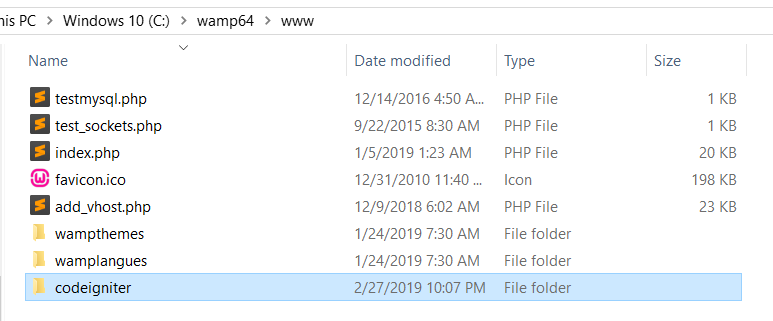 his PC > Windows 10 (C:) > wamp64 > www
Name Date modified Type Size
testmysql.php 12/14/2016 4:50 A... PHP File 1 KB
test_sockets.php 9/22/2015 8:30 AM PHP File 1 KB
index.php 1/5/2019 1:23 AM PHP File 20 KB
favicon.ico 12/31/2010 11:40 ... Icon 198 KB
add_vhost.php 12/9/2018 6:02 AM PHP File 23 KB
wampthemes 1/24/2019 7:30 AM File folder
wamplangues 1/24/2019 7:30 AM File folder
codeigniter 2/27/2019 10:07 PM File folder